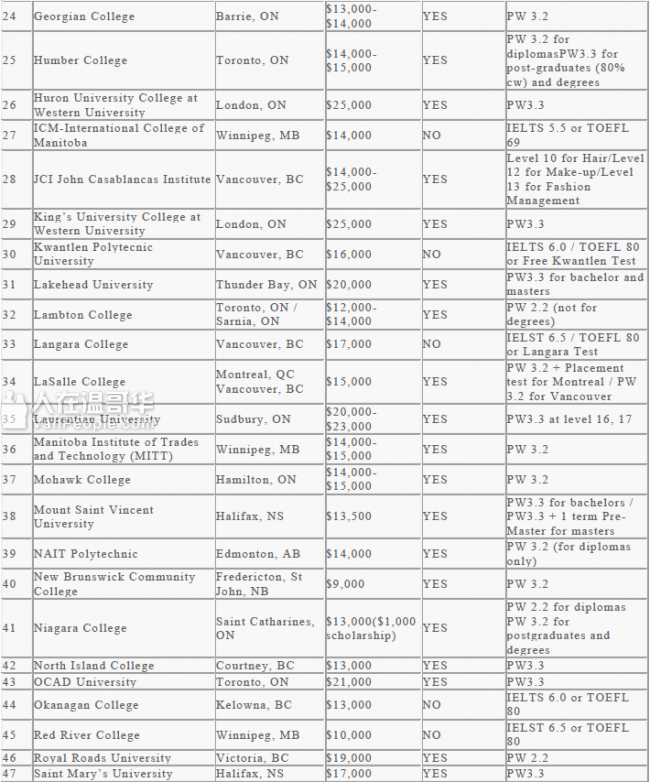 24 Georgian College Barrie, ON $13,000- YES PW 3.2
$14,000
25 Humber College Toronto, ON $14,000- YES PW 3.2 for
$15,000 diplomasPW3.3 for
post-graduates (80%
cw) and degrees
26 Huron University College at London, ON $25,000 YES PW3.3
Western University
27 ICM-International College of Winnipeg, MB $14,000 NO IELTS 5.5 or TOEFL
Manitoba 69
28 JCI John Casablancas Institute Vancouver, BC $14,000- YES Level 10 for Hair/Level
$25,000 12 for Make-up/Level
13 for Fashion
Management
29 King's University College at London, ON $25,000 YES PW3.3
Western University
30 Kwantlen Polytecnic Vancouver, BC $16,000 NO IELTS 6.0 / TOEFL 80
University or Free Kwantlen Test
31 Lakehead University Thunder Bay, ON $20,000 YES PW3.3 for bachelor and
masters
32 Lambton College Toronto, ON / $12,000- YES PW 2.2 (not for
Sarnia, ON $14,000 degrees)
33 Langara College Vancouver, BC $17,000 NO IELST 6.5 / TOEFL 80
or Langara Test
34 LaSalle College Montreal, QC $15,000 YES PW 3.2 + Placement
Vancouver, BC test for Montreal / PW
3.2 for Vancouver
人在温哥华
VanPeople.com
35 Laurentian University Sudbury, ON $20,000- YES PW3.3 at level 16, 17
$23,000
36 Manitoba Institute of Trades Winnipeg, MB $14,000- YES PW 3.2
and Technology (MITT) $15,000
37 Mohawk College Hamilton, ON $14,000- YES PW 3.2
$15,000
38 Mount Saint Vincent Halifax, NS $13,500 YES PW3.3 for bachelors /
University PW3.3 + 1 term Pre-
Master for masters
39 NAIT Polytechnic Edmonton, AB $14,000 YES PW 3.2 (for diplomas
only)
40 New Brunswick Community Fredericton, St $9,000 YES PW 3.2
College John, NB
41 Niagara College Saint Catharines, $13,000($1,000 YES PW 2.2 for diplomas
ON scholarship) PW 3.2 for
postgraduates and
degrees
42 North Island College Courtney, BC $13,000 YES PW3.3
43 OCAD University Toronto, ON $21,000 YES PW3.3
44 Okanagan College Kelowna, BC $13,000 NO IELTS 6.0 or TOEFL
80
45 Red River College Winnipeg, MB $10,000 NO IELST 6.5 or TOEFL
80
46 Royal Roads University Victoria, BC $19,000 YES PW 2.2
47 Saint Mary's University Halifax, NS $17,000 YES PW3.3